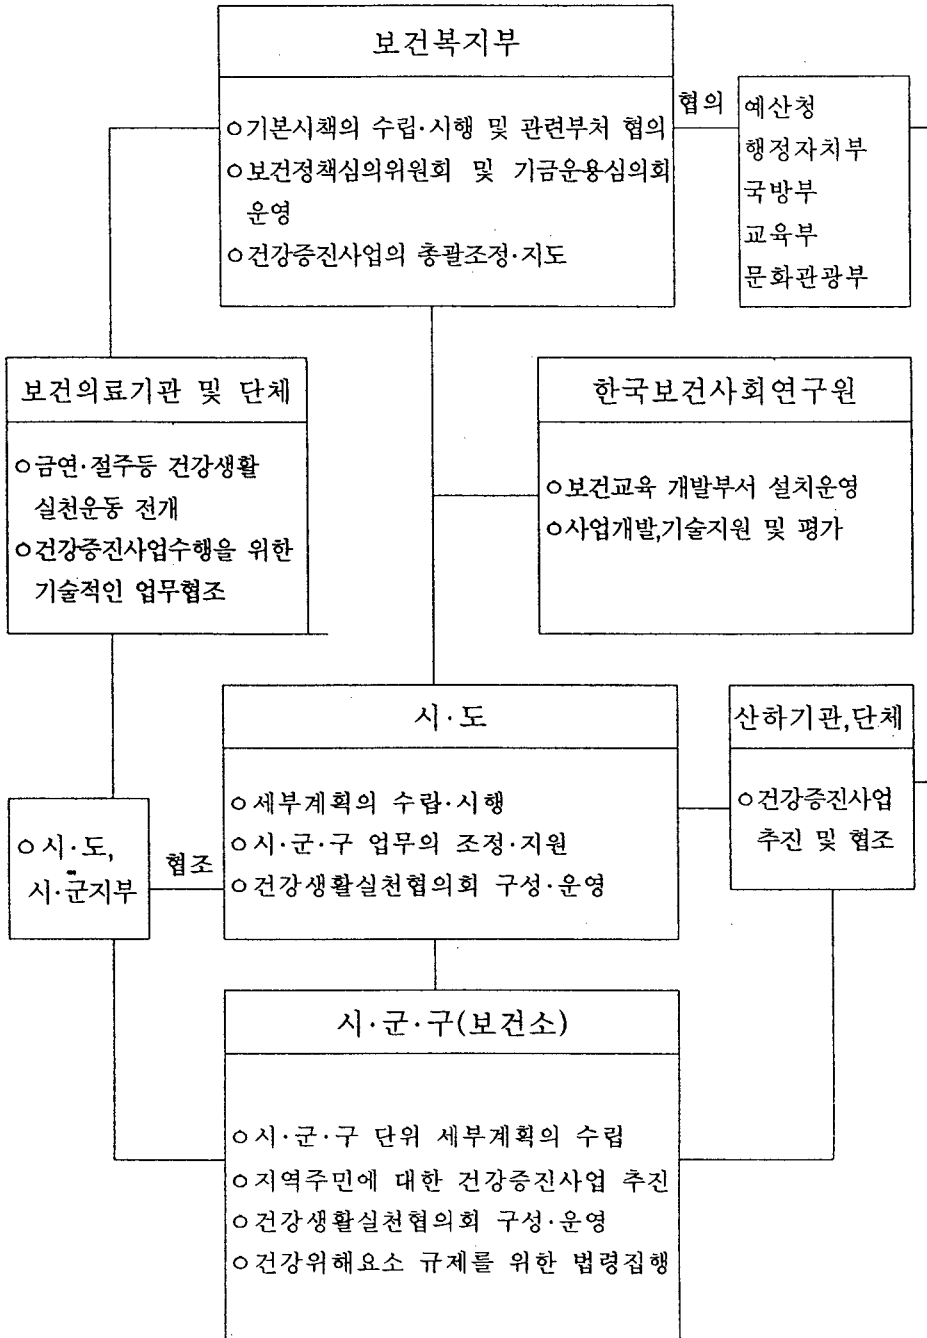 보건복지부
○기본시책의 수립·시행 및 관련부처 협의
○보건정책심의위원회 및 기금운용심의회
운영
○건강증진사업의 총괄조정·지도
협의
예산청
행정자치부
국방부
교육부
문화관광부
보건의료기관 및 단체
○금연·절주등 건강생활
실천운동 전개
○건강증진사업수행을 위한
기술적인 업무협조
한국보건사회연구원
○보건교육 개발부서 설치운영
○사업개발,기술지원 및 평가
시·도
○세부계획의 수립·시행
○시·군·구 업무의 조정·지원
○건강생활실천협의회 구성·운영
산하기관,단체
○건강증진사업
추진 및 협조
○시·도,
시·군지부
협조
시·군·구(보건소)
○시·군·구 단위 세부계획의 수립
○지역주민에 대한 건강증진사업 추진
○건강생활실천협의회 구성·운영
○건강위해요소 규제를 위한 법령집행